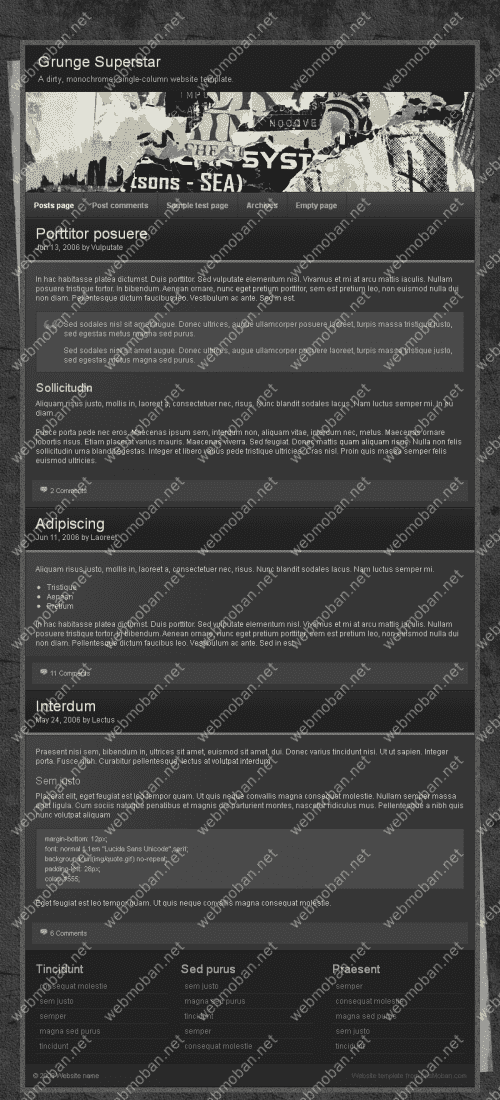 Grunge Superstar
A dirty, monochrome, single-column website template.
NOCOVER
SYST
(tsons - SEA)
Posts page Post comments Sample test page Archives Empty page
Porttitor posuere
Jun 13, 2006 by Vulputate
In hac habitasse platea dictumst. Duis porttitor. Sed vulputate elementum nisl. Vivamus et mi at arcu mattis iaculis. Nullam
posuere tristique tortor. In bibendum. Aenean ornare, nunc eget pretium porttitor, sem est pretium leo, non euismod nulla dui
non diam. Pellentesque dictum faucibus leo. Vestibulum ac ante. Sed in est.
Sed sodales nisl sit amet augue. Donec ultrices, augue ullamcorper posuere laoreet, turpis massa tristique justo,
sed egestas metus magna sed purus.
Sed sodales nisl sit amet augue. Donec ultrices, augue ullamcorper posuere laoreet, turpis massa tristique justo,
sed egestas metus magna sed purus.
Sollicitudin
Aliquam risus justo, mollis in, laoreet a, consectetuer nec, risus. Nunc blandit sodales lacus. Nam luctus semper mi. In eu
diam.
Fusce porta pede nec eros. Maecenas ipsum sem, interdum non, aliquam vitae, interdum nec, metus. Maecenas ornare
lobortis risus. Etiam placerat varius mauris. Maecenas viverra. Sed feugiat. Donec mattis quam aliquam risus. Nulla non felis
sollicitudin urna blandit egestas. Integer et libero varius pede tristique ultricies. Cras nisl. Proin quis massa semper felis
euismod ultricies.
2 Comments
Adipiscing
Jun 11, 2006 by Laoreet
Aliquam risus justo, mollis in, laoreet a, consectetuer nec, risus. Nunc blandit sodales lacus. Nam luctus semper mi.
Tristique
Aenean
Pretium
In hac habitasse platea dictumst. Duis porttitor. Sed vulputate elementum nisl. Vivamus et mi at arcu mattis iaculis. Nullam
posuere tristique tortor. In bibendum. Aenean ornare, nunc eget pretium porttitor, sem est pretium leo, non euismod nulla dui
non diam. Pellentesque dictum faucibus leo. Vestibulum ac ante. Sed in est.
11 Comments
Interdum
May 24, 2006 by Lectus
Praesent nisi sem, bibendum in, ultrices sit amet, euismod sit amet, dui. Donec varius tincidunt nisi. Ut ut sapien. Integer
porta. Fusce nibh. Curabitur pellentesque, lectus at volutpat interdum.
Sem justo
Placerat elit, eget feugiat est leo tempor quam. Ut quis neque convallis magna consequat molestie. Nullam semper massa
eget ligula. Cum sociis natoque penatibus et magnis dis parturient montes, nascetur ridiculus mus. Pellentesque a nibh quis
nunc volutpat aliquam
margin-bottom: 12px;
font: normal 1.1em "Lucida Sans Unicode",serif;
background: url(img/quote.gif) no-repeat;
padding-left: 28px;
color: #555;
Eget feugiat est leo tempor quam. Ut quis neque convallis magna consequat molestie.
6 Comments
Tincidunt Sed purus Praesent
consequat molestie sem justo semper
sem justo magna sed purus consequat molestie
semper tincidunt magna sed purus
magna sed purus semper sem justo
tincidunt consequat molestie tincidunt
Website name Website template from
webmoban.net